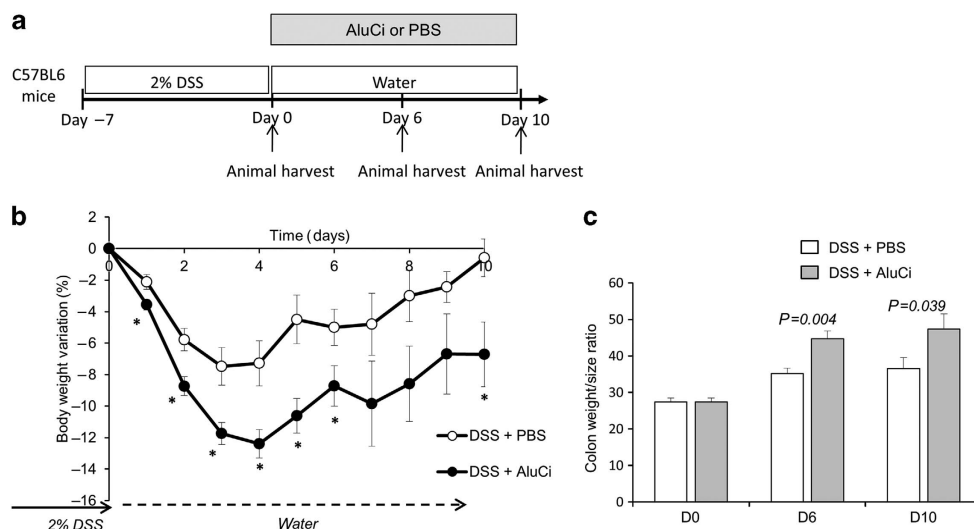 a
AluCi or PBS
C57BL6
mice
2% DSS
Water
Day −7
Day 0
Day 6
Day 10
Animal harvest
Animal harvest
Animal harvest
b
Body weight variation (%)
Time (days)
2
0
−2
−4
−6
−8
−10
−12
−14
−16
0
2
4
6
8
10
*
*
*
*
*
*
*
DSS + PBS
DSS + AluCi
2% DSS
Water
c
DSS + PBS
DSS + AluCi
Colon weight/size ratio
60
50
40
30
20
10
0
P=0.004
P=0.039
D0
D6
D10